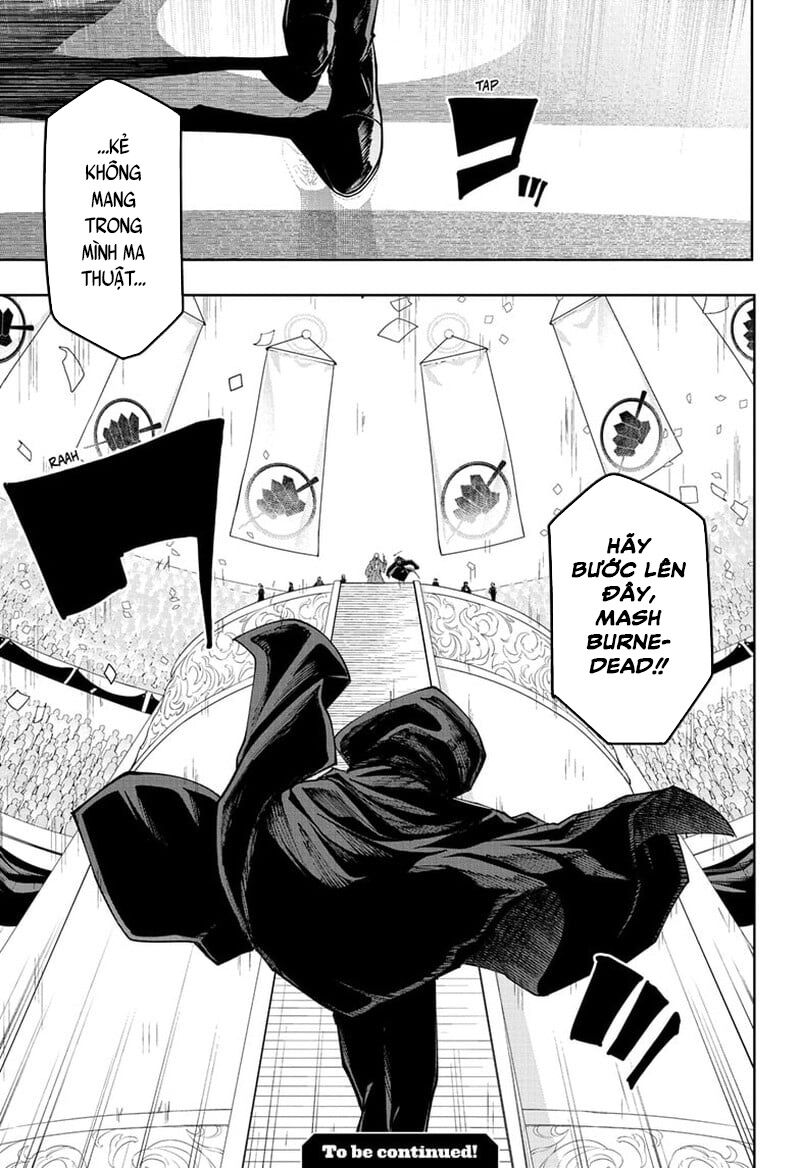 TAP
...KẺ
KHÔNG
MANG
TRONG
MÌNH MA
THUẬT...
RAAH
HÃY
BƯỚC LÊN
ĐÂY,
MASH
BURNE-
DEAD!!
To be continued!